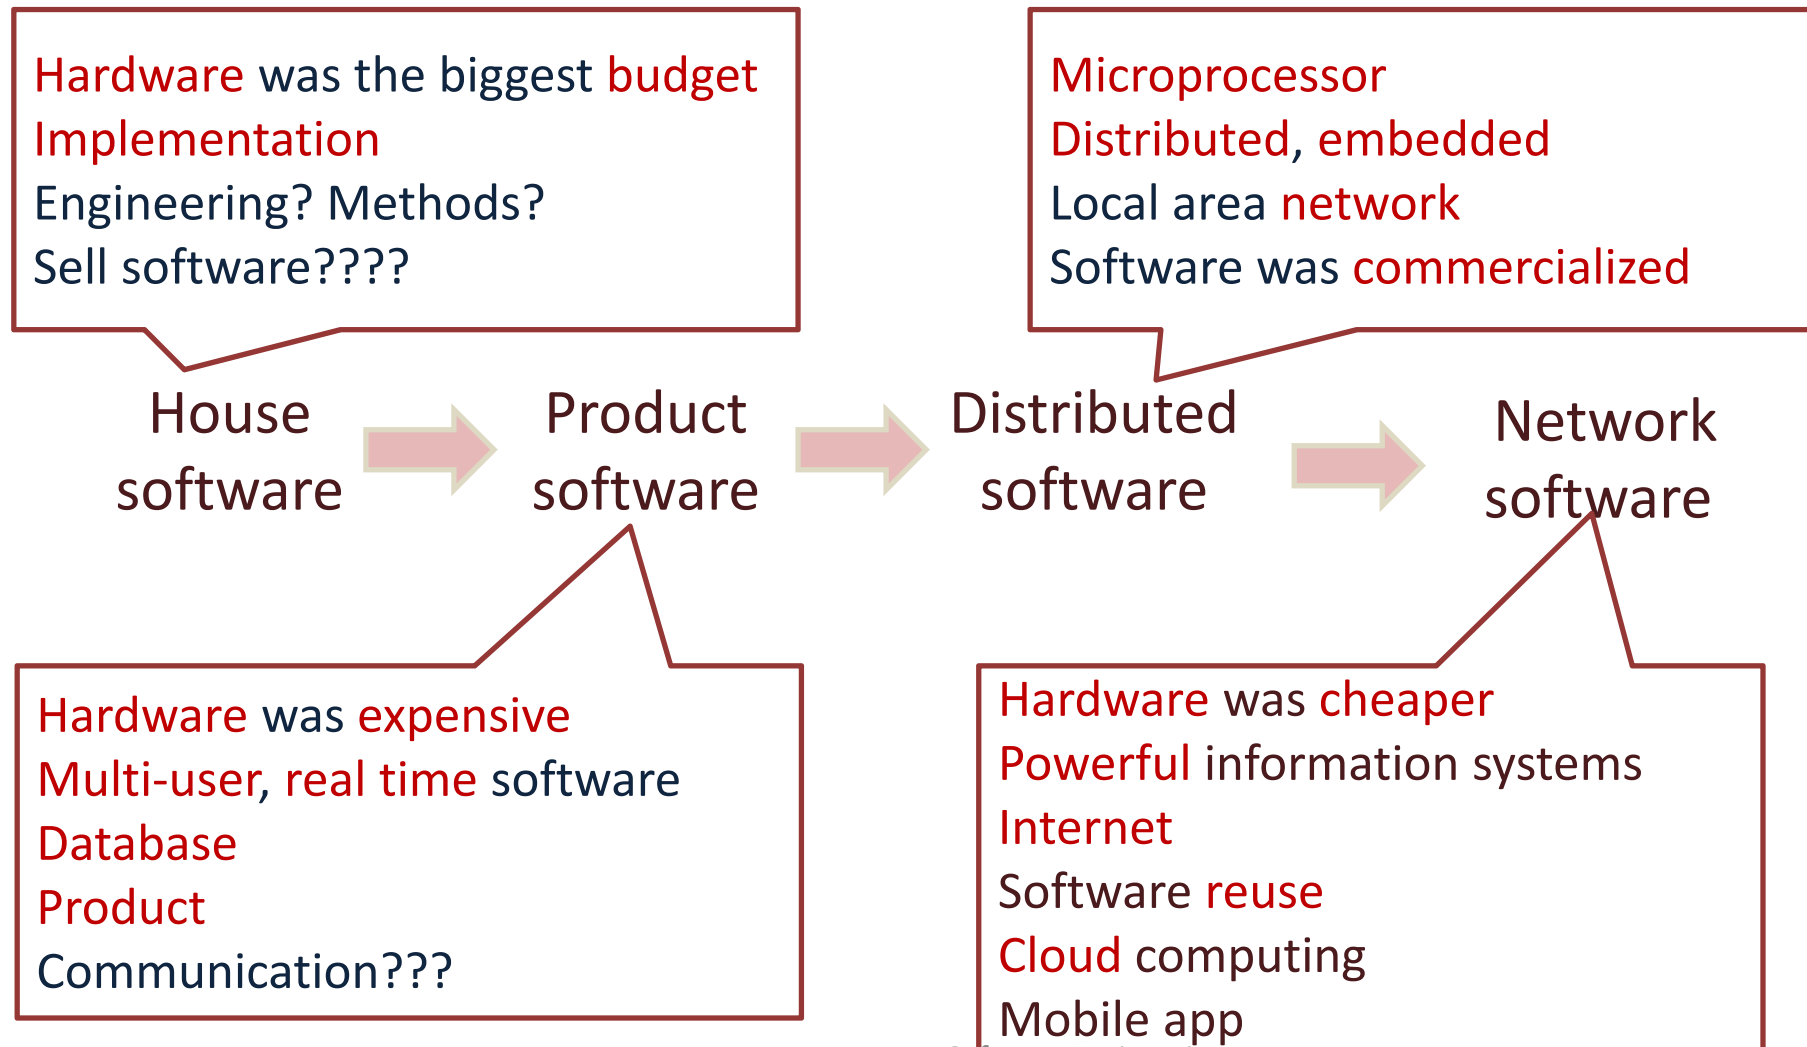 Hardware was the biggest budget
Implementation
Engineering? Methods?
Sell software????
Microprocessor
Distributed, embedded
Local area network
Software was commercialized
House
software
Product
software
Distributed
software
Network
software
Hardware was expensive
Multi-user, real time software
Database
Product
Communication???
Hardware was cheaper
Powerful information systems
Internet
Software reuse
Cloud computing
Mobile app